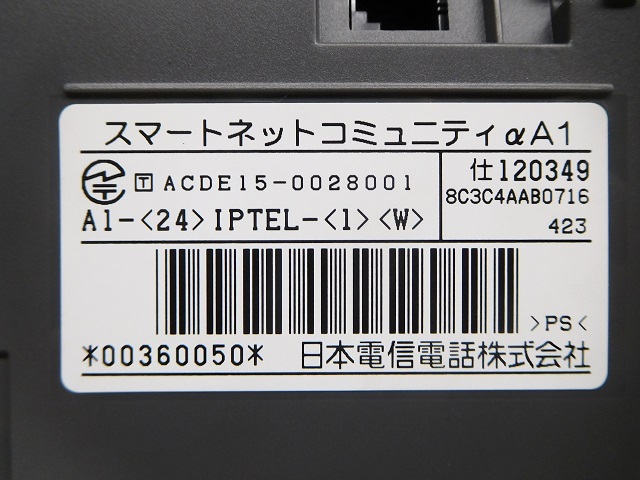 スマートネットコミュニティαA1
T ACDE15-0028001
仕120349
8C3C4AAB0716
A1-<24>IPTEL-<1><W>
423
>PS<
*00360050* 日本電信電話株式会社